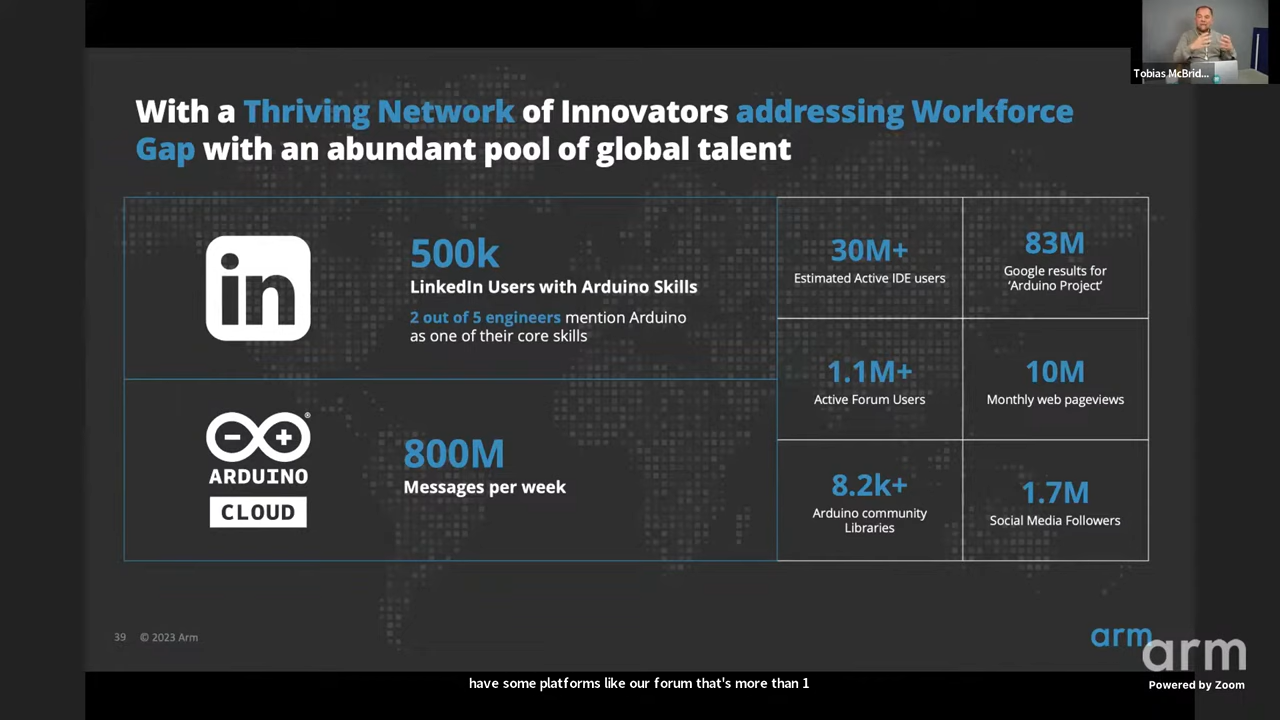 Tobias McBrid...
With a Thriving Network of Innovators addressing Workforce
Gap with an abundant pool of global talent
in
500k
LinkedIn Users with Arduino Skills
2 out of 5 engineers mention Arduino
as one of their core skills
ARDUINO
CLOUD
800M
Messages per week
30M+
Estimated Active IDE users
83M
Google results for
‘Arduino Project’
1.1M+
Active Forum Users
10M
Monthly web pageviews
8.2k+
Arduino community
Libraries
1.7M
Social Media Followers
39 © 2023 Arm
arm
arm
Powered by Zoom
have some platforms like our forum that's more than 1